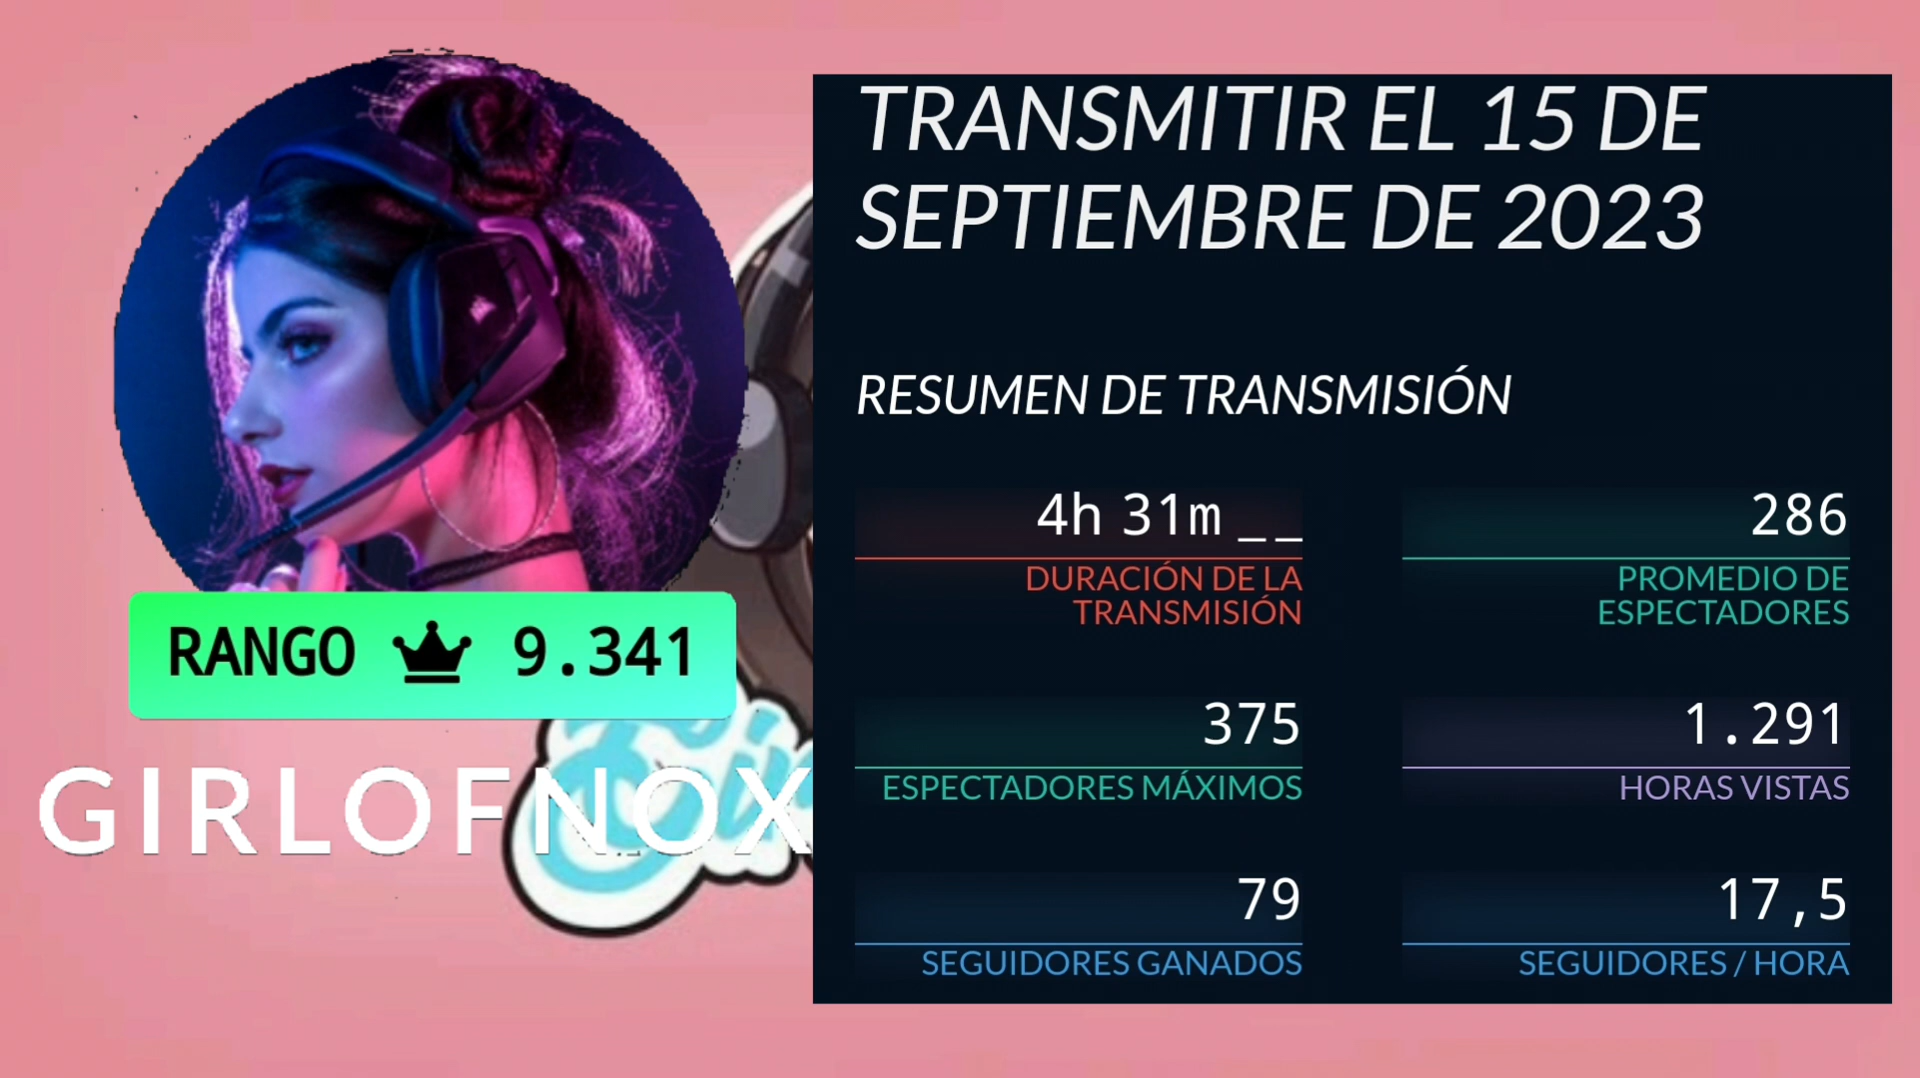 TRANSMITIR EL 15 DE
SEPTIEMBRE DE 2023
RESUMEN DE TRANSMISIÓN
4h 31m _ _
DURACIÓN DE LA
TRANSMISIÓN
286
PROMEDIO DE
ESPECTADORES
375
ESPECTADORES MÁXIMOS
1.291
HORAS VISTAS
79
SEGUIDORES GANADOS
17,5
SEGUIDORES / HORA
RANGO 9.341
GIRLOFNOX